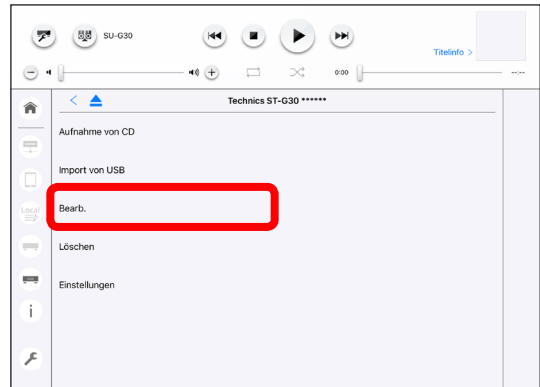 SU-G30
Titelinfo >
0:00
--:--
Technics ST-G30 ******
Aufnahme von CD
Import von USB
Bearb.
Local
Löschen
Einstellungen
i